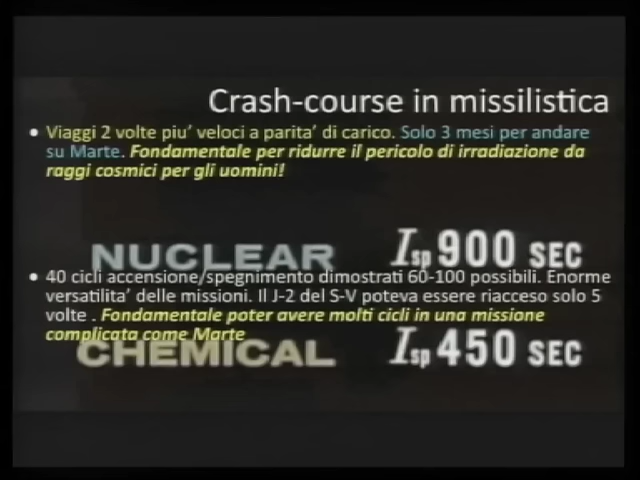 Crash-course in missilistica
• Viaggi 2 volte piu' veloci a parita' di carico. Solo 3 mesi per andare
su Marte. Fondamentale per ridurre il pericolo di irradiazione da
raggi cosmici per gli uomini!
NUCLEAR Isp 900 SEC
• 40 cicli accensione/spegnimento dimostrati 60-100 possibili. Enorme
versatilita' delle missioni. Il J-2 del S-V poteva essere riacceso solo 5
volte . Fondamentale poter avere molti cicli in una missione
complicata come Marte
CHEMICAL Isp 450 SEC